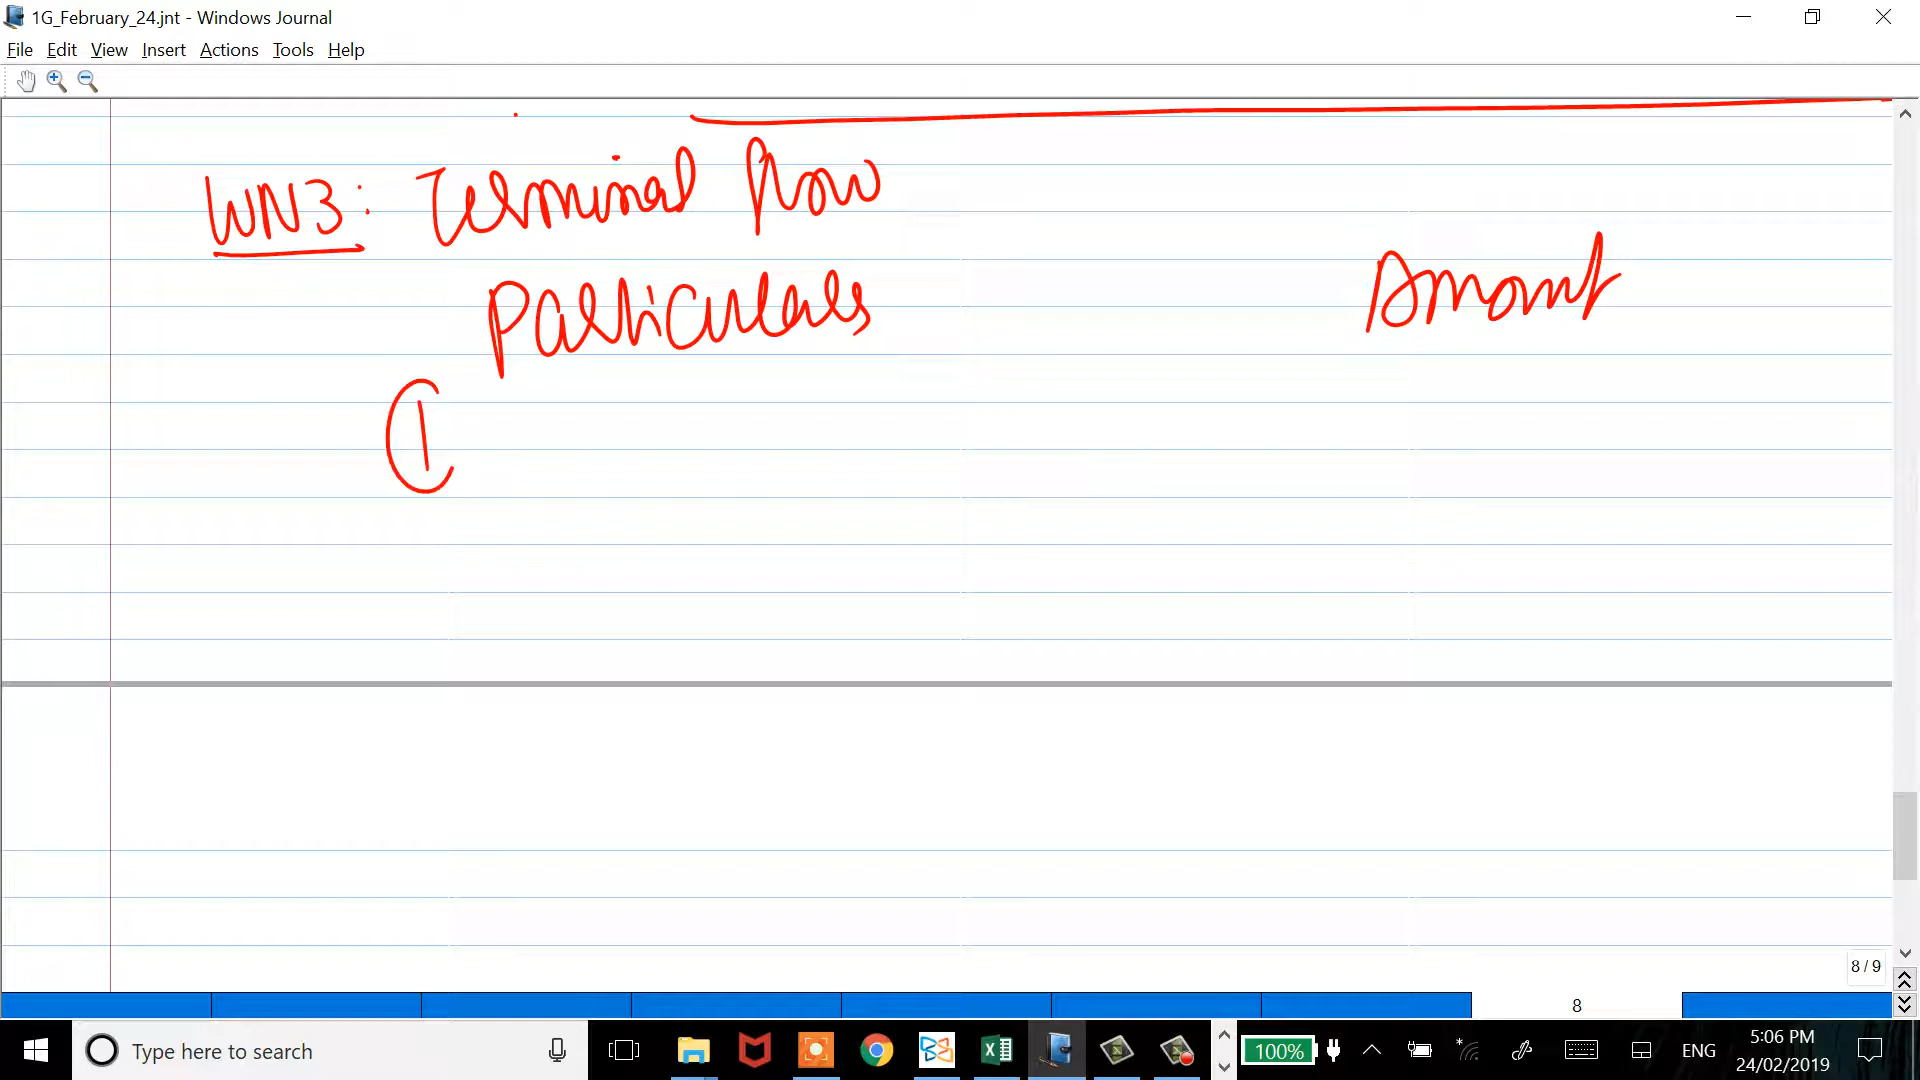 1G_February_24.jnt - Windows Journal
File Edit View Insert Actions Tools Help
WN3: Terminal flow
Particulars Amount
1
8 / 9
8
Type here to search
100%
ENG
5:06 PM
24/02/2019